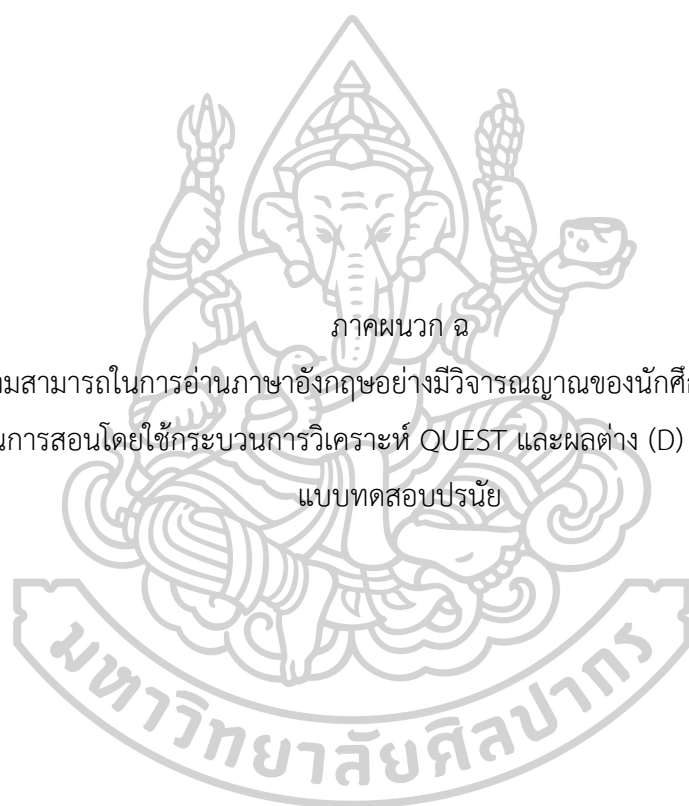 ภาคผนวก ฉ
ามสามารถในการอ่านภาษาอังกฤษอย่างมีวิจารณญาณของนักศึ
นการสอนโดยใช้กระบวนการวิเคราะห์ QUEST และผลต่าง (D)
แบบทดสอบปรนัย
มหาวิทยาลัยศิลปากร